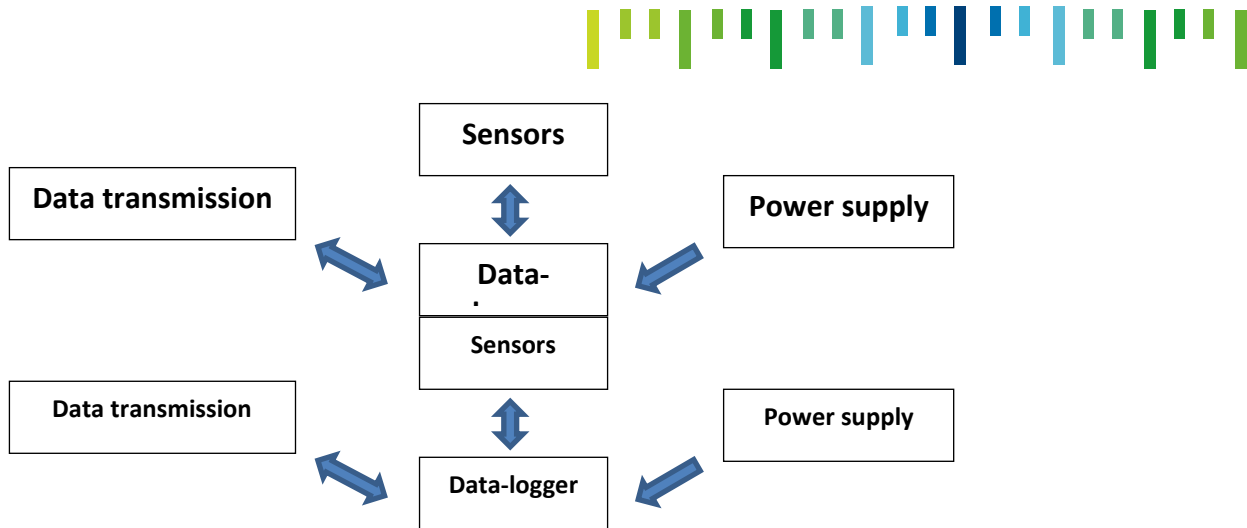 Sensors
Data transmission
Power supply
Data-
Sensors
Data transmission
Power supply
Data-logger